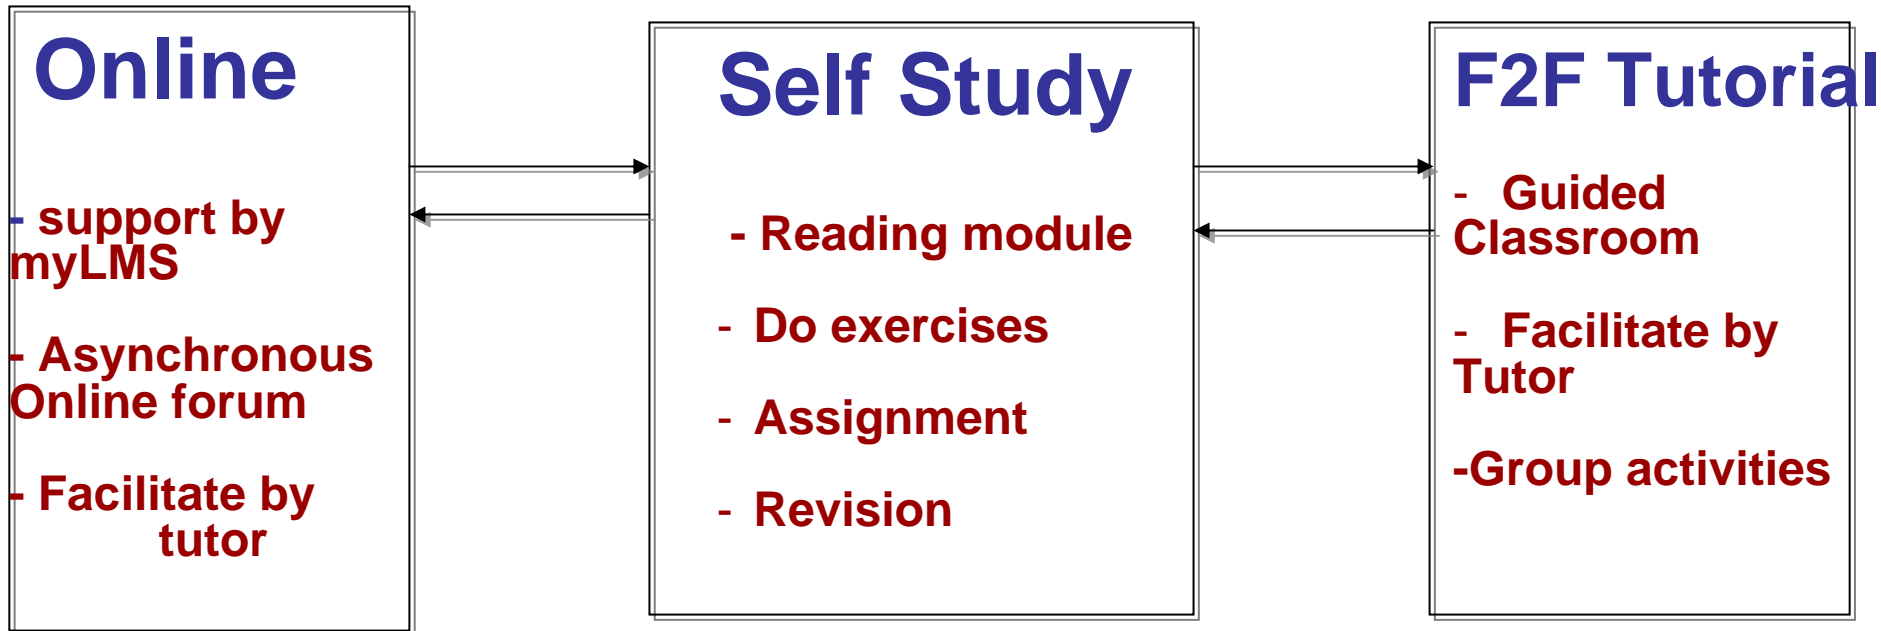 Online
- support by
myLMS
- Asynchronous
Online forum
- Facilitate by
tutor
Self Study
- Reading module
- Do exercises
- Assignment
- Revision
F2F Tutorial
- Guided
Classroom
- Facilitate by
Tutor
-Group activities